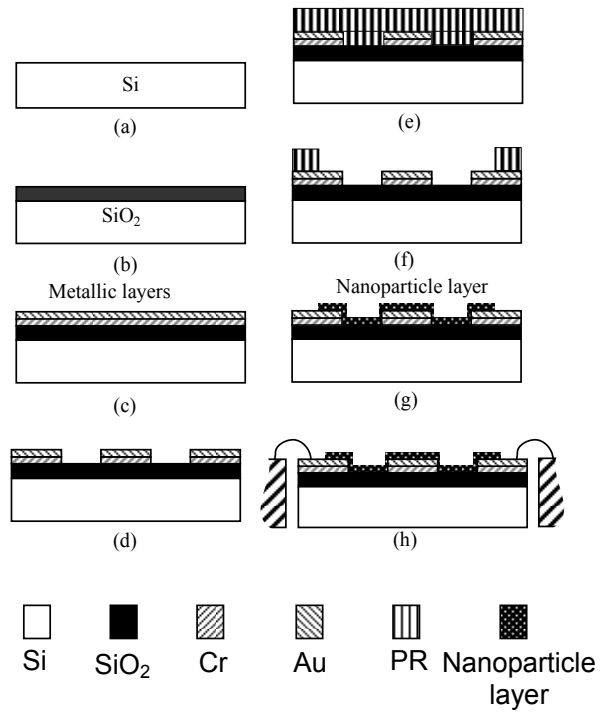 Si
(a)
SiO2
(b)
Metallic layers
(c)
(d)
(e)
(f)
Nanoparticle layer
(g)
(h)
Si
SiO2
Cr
Au
PR
Nanoparticle
layer